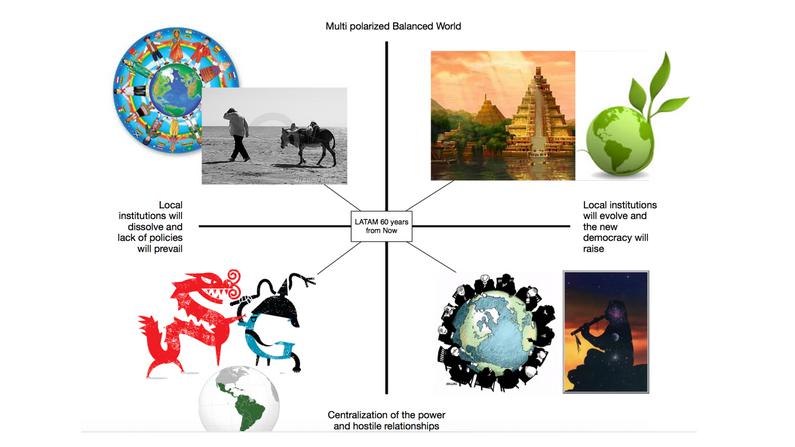 Multi polarized Balanced World
Local
institutions will
dissolve and
lack of policies
will prevail
LATAM 60 years
from Now
Local institutions
will evolve and
the new
democracy will
raise
Centralization of the power
and hostile relationships